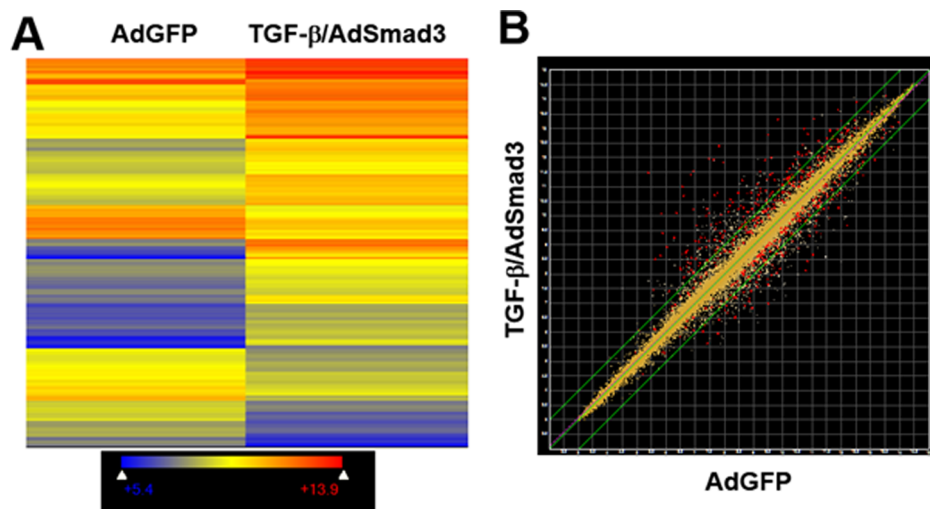 A
AdGFP
TGF-β/AdSmad3
+5.4
+13.9
B
TGF-β/AdSmad3
AdGFP